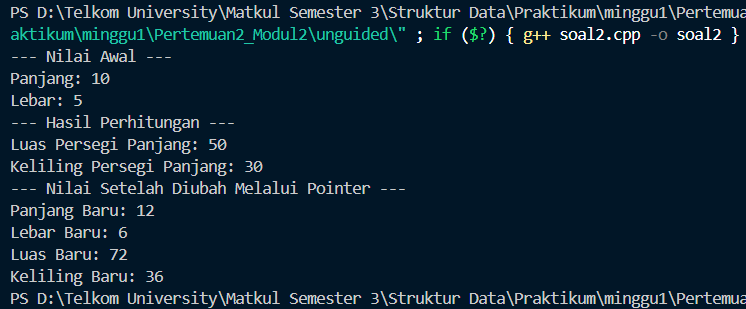 PS D:\Telkom University\Matkul Semester 3\Struktur Data\Praktikum\minggu1\Pertemua
aktikum\minggu1\Pertemuan2_Modul2\unguided\" ; if ($?) { g++ soal2.cpp -o soal2 }
--- Nilai Awal ---
Panjang: 10
Lebar: 5
--- Hasil Perhitungan ---
Luas Persegi Panjang: 50
Keliling Persegi Panjang: 30
--- Nilai Setelah Diubah Melalui Pointer ---
Panjang Baru: 12
Lebar Baru: 6
Luas Baru: 72
Keliling Baru: 36
PS D:\Telkom University\Matkul Semester 3\Struktur Data\Praktikum\minggu1\Pertemua